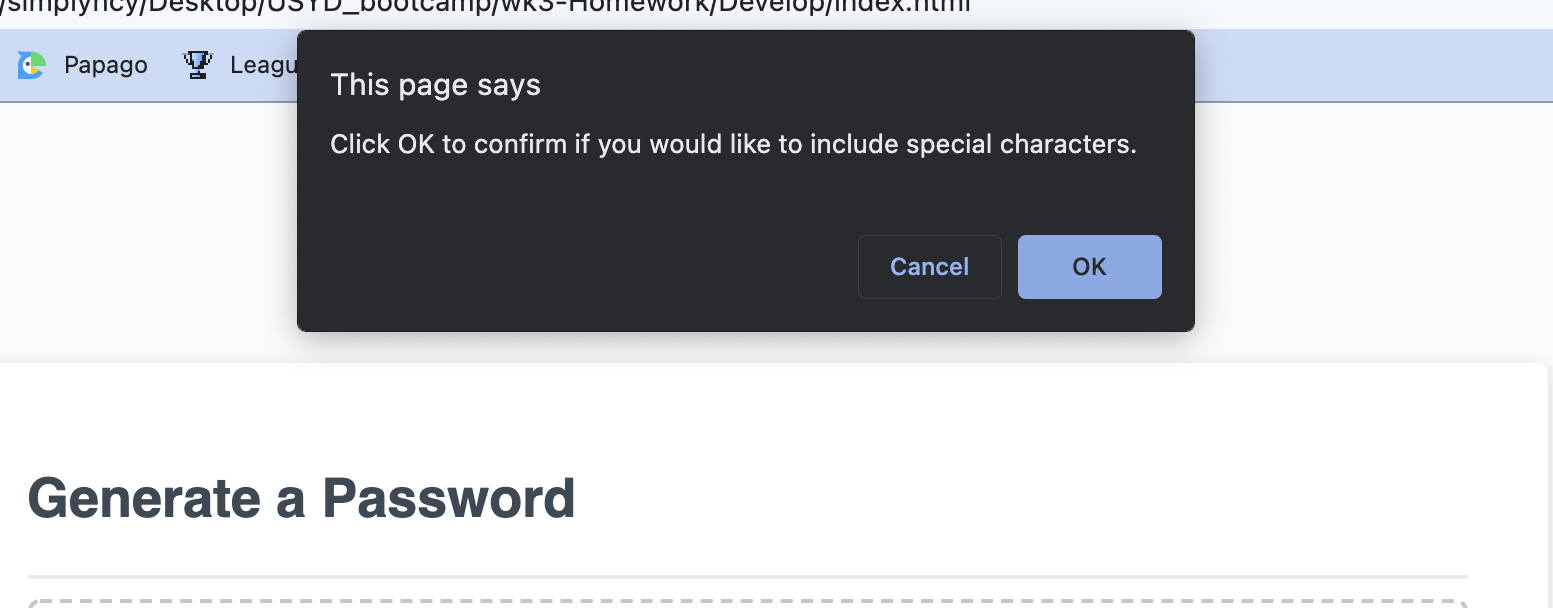 /simplyncy/Desktop/USYD_bootcamp/wk3-Homework/Develop/index.html
Papago
Leagu
This page says
Click OK to confirm if you would like to include special characters.
Cancel
OK
Generate a Password